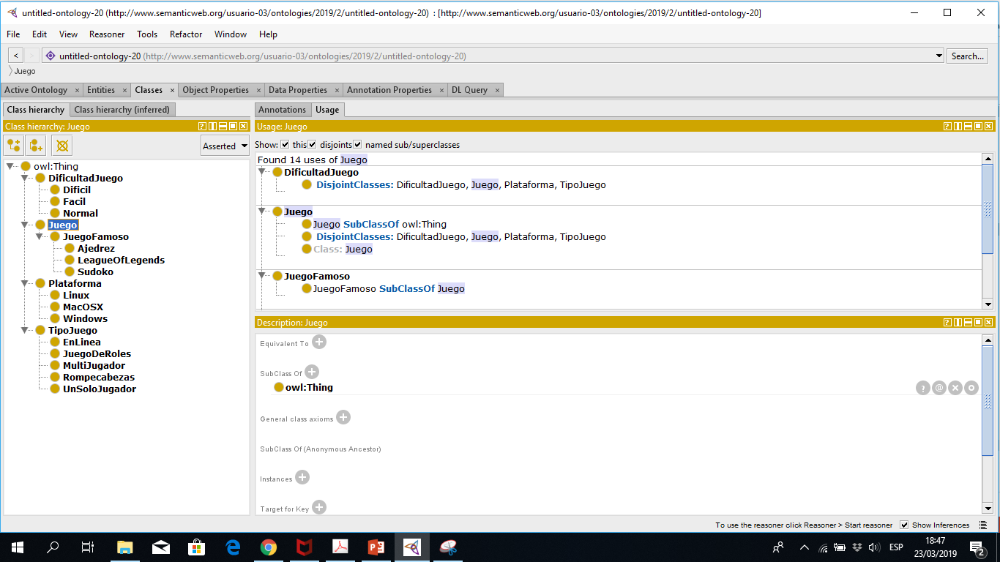 untitled-ontology-20 (http://www.semanticweb.org/usuario-03/ontologies/2019/2/untitled-ontology-20) : [http://www.semanticweb.org/usuario-03/ontologies/2019/2/untitled-ontology-20]
File Edit View Reasoner Tools Refactor Window Help
< > untitled-ontology-20 (http://www.semanticweb.org/usuario-03/ontologies/2019/2/untitled-ontology-20) Search...
Juego
Active Ontology × Entities × Classes × Object Properties × Data Properties × Annotation Properties × DL Query ×
Class hierarchy Class hierarchy (inferred)
Class hierarchy: Juego
Asserted
owl:Thing
DificultadJuego
Dificil
Facil
Normal
Juego
JuegoFamoso
Ajedrez
LeagueOfLegends
Sudoko
Plataforma
Linux
MacOSX
Windows
TipoJuego
EnLinea
JuegoDeRoles
MultiJugador
Rompecabezas
UnSoloJugador
Annotations Usage
Usage: Juego
Show: this disjoints named sub/superclasses
Found 14 uses of Juego
DificultadJuego
DisjointClasses: DificultadJuego, Juego, Plataforma, TipoJuego
Juego
Juego SubClassOf owl:Thing
DisjointClasses: DificultadJuego, Juego, Plataforma, TipoJuego
Class: Juego
JuegoFamoso
JuegoFamoso SubClassOf Juego
Description: Juego
Equivalent To
SubClass Of
owl:Thing
General class axioms
SubClass Of (Anonymous Ancestor)
Instances
Target for Key
To use the reasoner click Reasoner > Start reasoner Show Inferences
ESP
18:47
23/03/2019
2